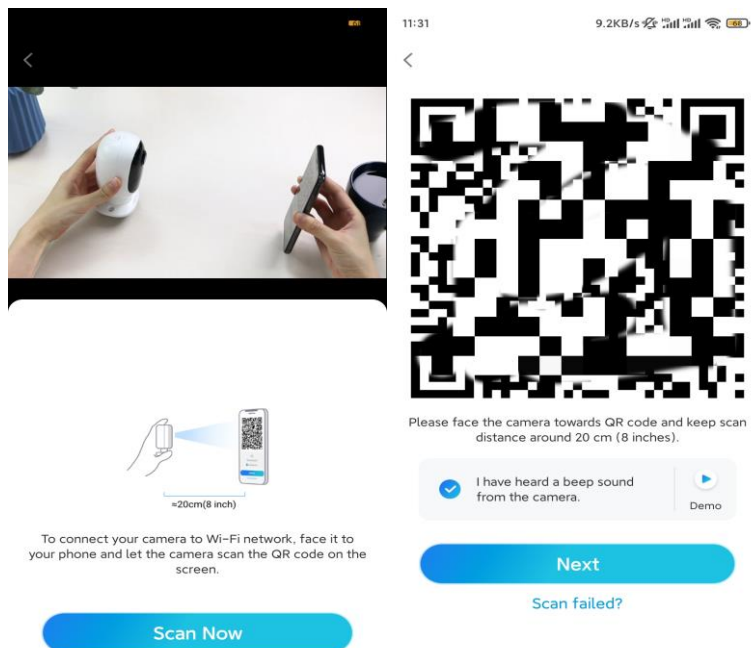 ≈20cm(8 inch)
To connect your camera to Wi-Fi network, face it to
your phone and let the camera scan the QR code on the
screen.
Scan Now
11:31
9.2KB/s
HD
HD
68
Please face the camera towards QR code and keep scan
distance around 20 cm (8 inches).
I have heard a beep sound
from the camera.
Demo
Next
Scan failed?